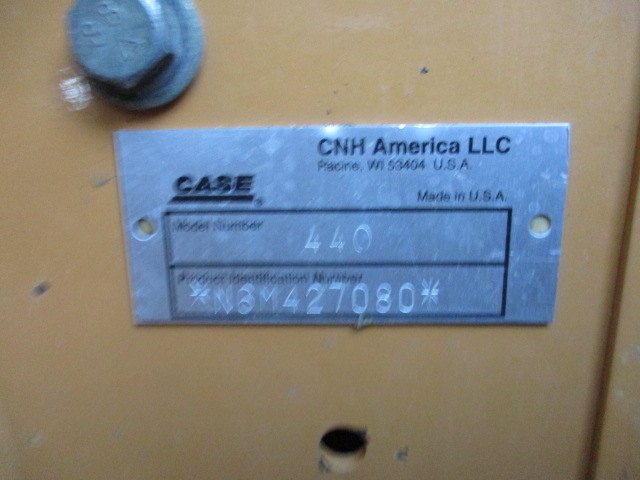 CNH America LLC
Racine, WI 53404 U.S.A.
CASE
Made in U.S.A.
Model Number
440
Product Identification Number
*N8M427080*